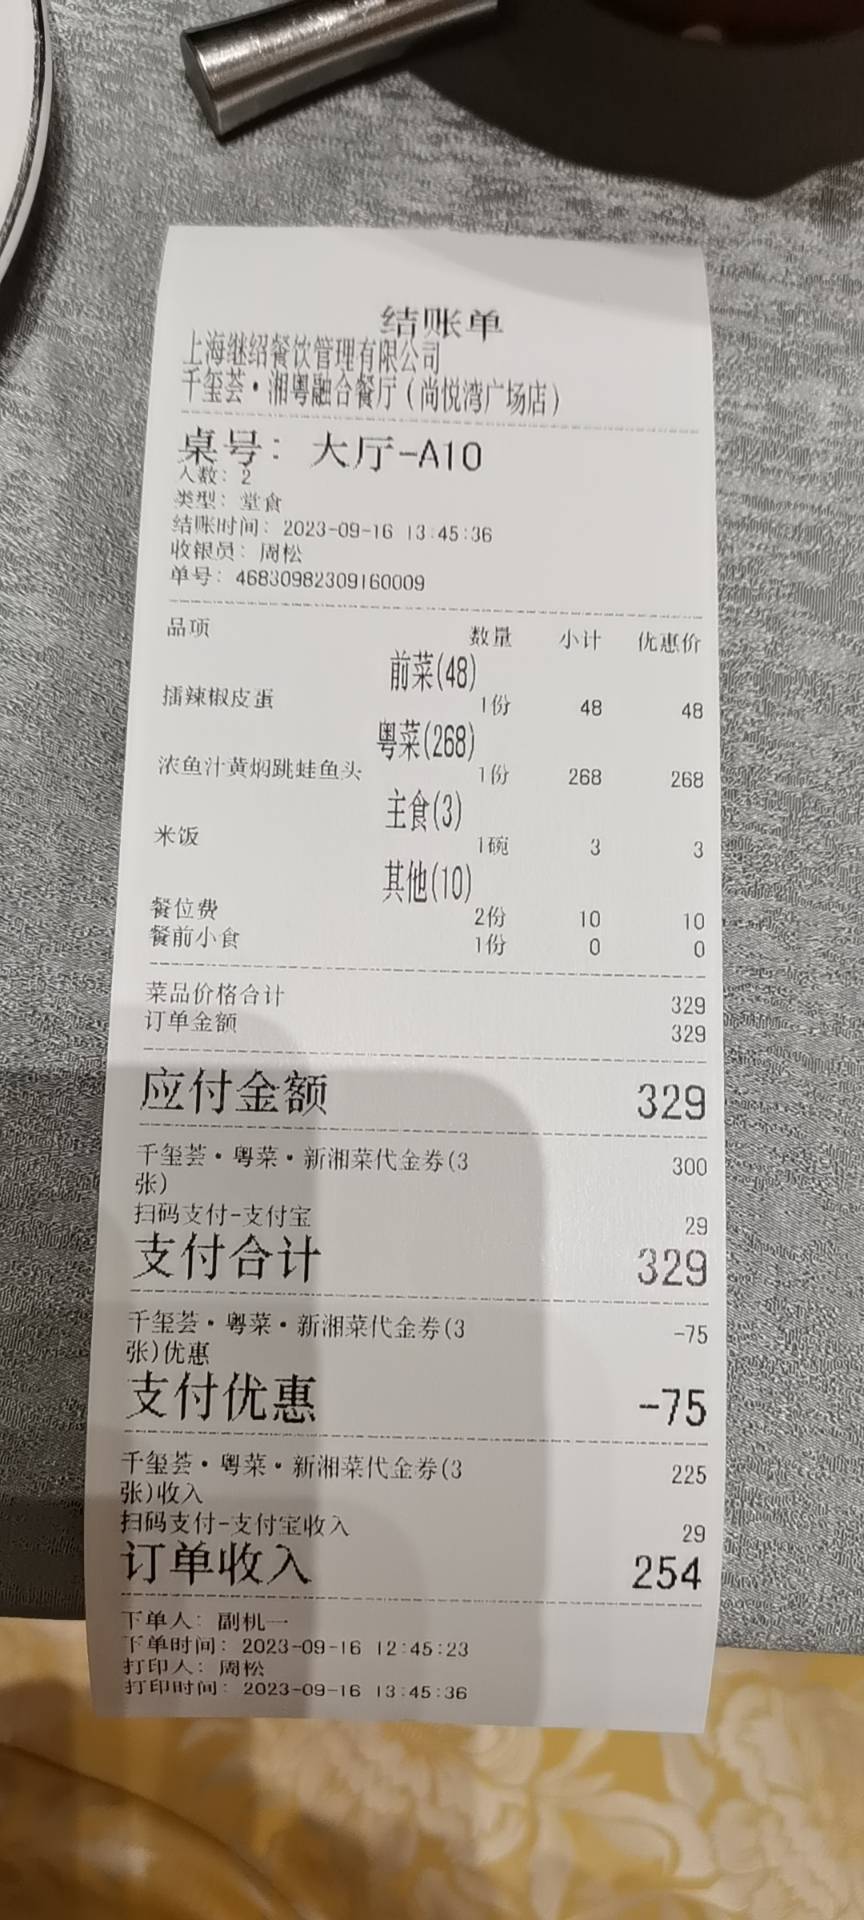 结账单
上海继绍餐饮管理有限公司
千玺荟·湘粤融合餐厅(尚悦湾广场店)
桌号: 大厅-A10
人数: 2
类型: 堂食
结账时间: 2023-09-16 13:45:36
收银员: 周松
单号: 46830982309160009
品项 数量 小计 优惠价
前菜(48)
擂辣椒皮蛋 1份 48 48
粤菜(268)
浓鱼汁黄焖跳蛙鱼头 1份 268 268
主食(3)
米饭 1碗 3 3
其他(10)
餐位费 2份 10 10
餐前小食 1份 0 0
菜品价格合计 329
订单金额 329
应付金额 329
千玺荟·粤菜·新湘菜代金券(3 300
张)
扫码支付-支付宝 29
支付合计 329
千玺荟·粤菜·新湘菜代金券(3 -75
张)优惠
支付优惠 -75
千玺荟·粤菜·新湘菜代金券(3 225
张)收入
扫码支付-支付宝收入 29
订单收入 254
下单人: 副机一
下单时间: 2023-09-16 12:45:23
打印人: 周松
打印时间: 2023-09-16 13:45:36